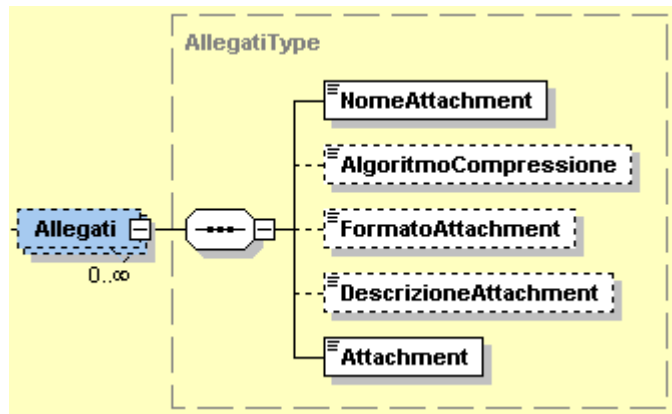 AllegatiType
NomeAttachment
AlgoritmoCompressione
Allegati
FormatoAttachment
0..∞
DescrizioneAttachment
Attachment